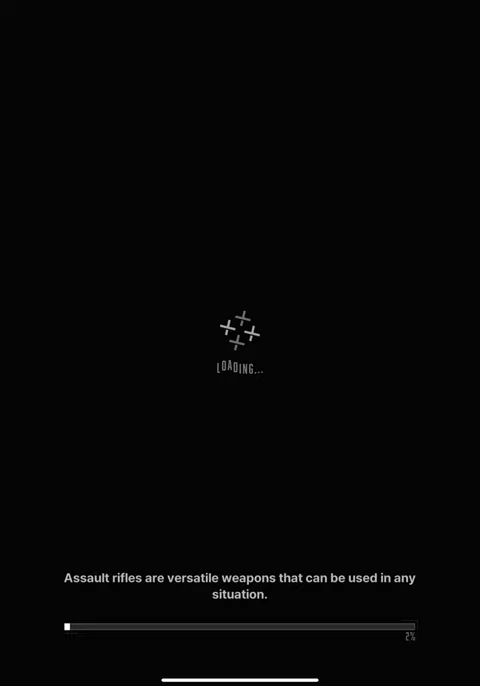 LOADING...
Assault rifles are versatile weapons that can be used in any
situation.
2%